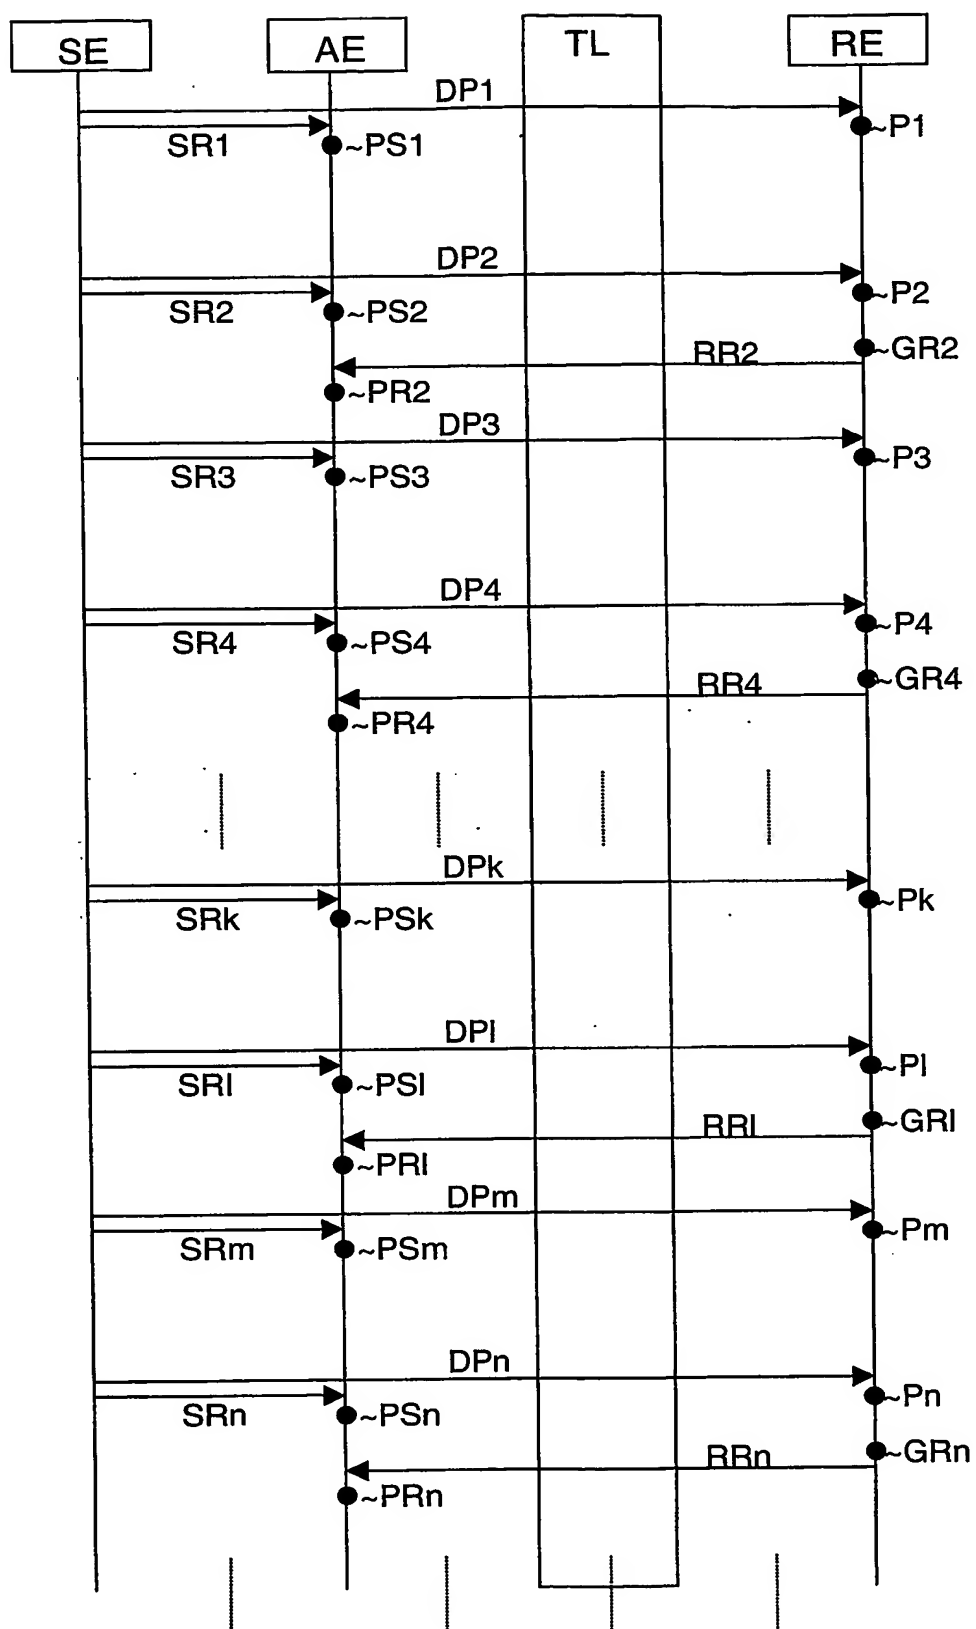 SE AE TL RE
DP1
SR1 ~PS1 ~P1
DP2
SR2 ~PS2 ~P2
RR2 ~GR2
~PR2
DP3
SR3 ~PS3 ~P3
DP4
SR4 ~PS4 ~P4
RR4 ~GR4
~PR4
DPk
SRk ~PSk ~Pk
DPl
SRl ~PSl ~Pl
RRl ~GRl
~PRl
DPm
SRm ~PSm ~Pm
DPn
SRn ~PSn ~Pn
RRn ~GRn
~PRn